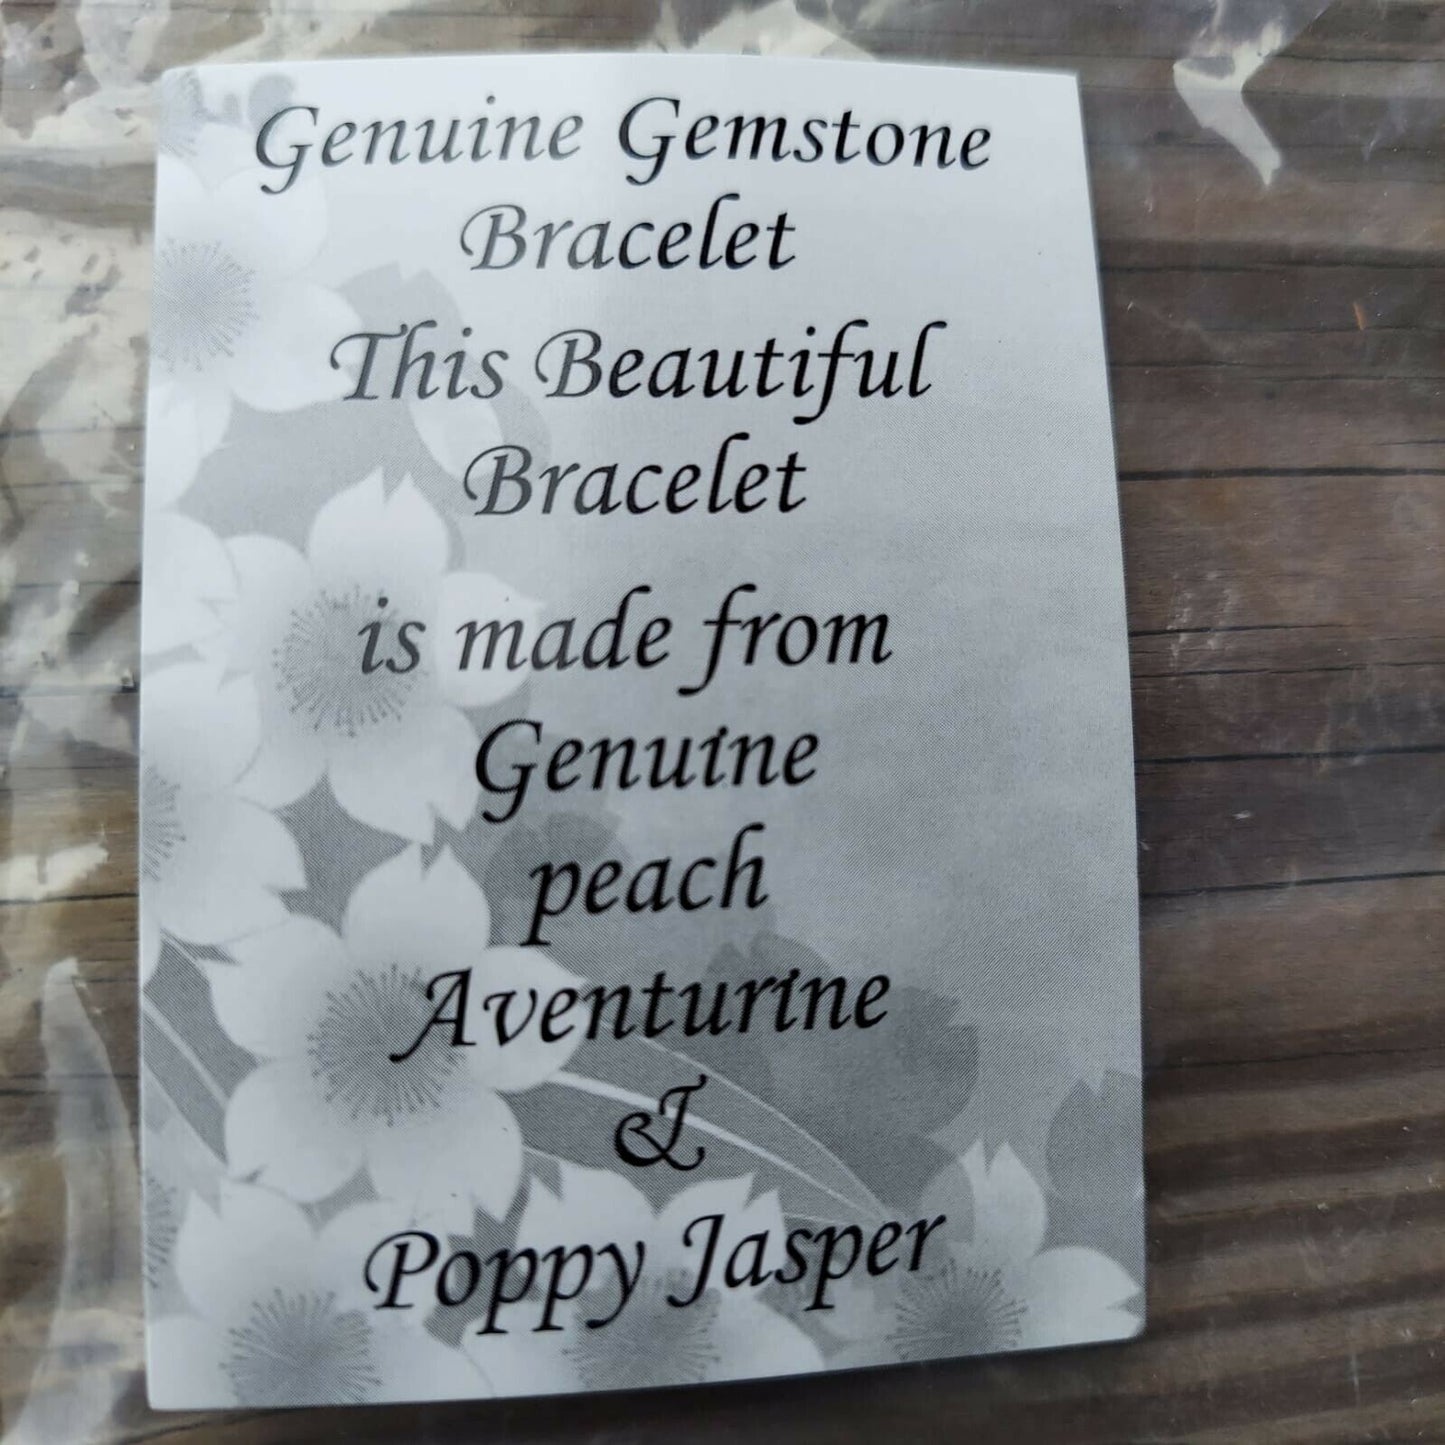 Genuine Gemstone
Bracelet
This Beautiful
Bracelet
is made from
Genuine
peach
Aventurine
&
Poppy Jasper